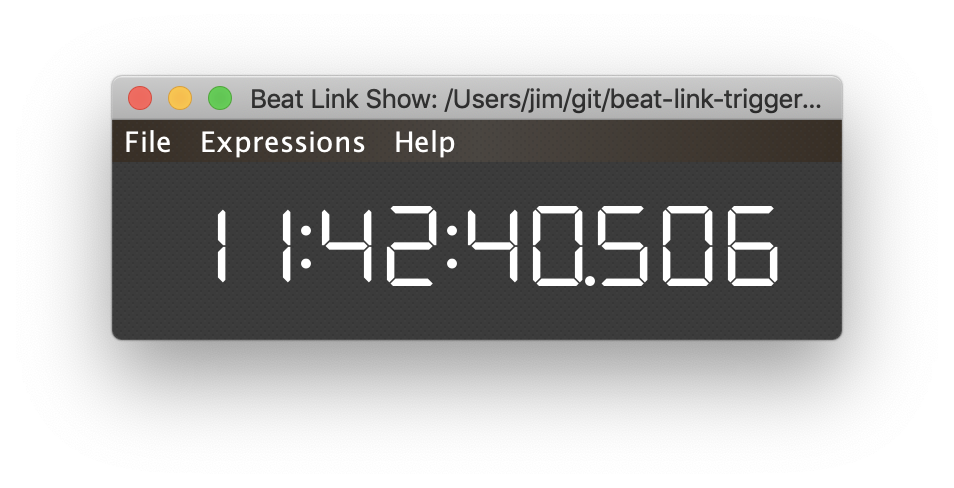 Beat Link Show: /Users/jim/git/beat-link-trigger...
File Expressions Help
11:42:40.506